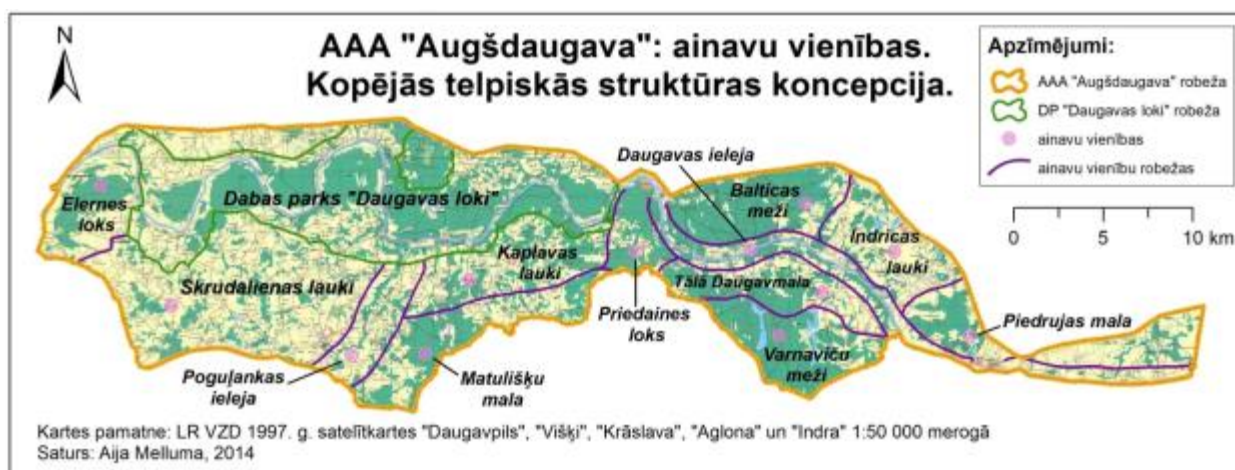 N
AAA "Augšdaugava": ainavu vienības.
Kopējās telpiskās struktūras koncepcija.
Apzīmējumi:
AAA "Augšdaugava" robeža
DP "Daugavas loki" robeža
ainavu vienības
ainavu vienību robežas
0 5 10 km
Daugavas ieleja
Balticas
meži
Elernes
loks
Dabas parks "Daugavas loki"
Indricas
lauki
Kaplavas
lauki
Skrudalienas lauki
Tālā Daugavmala
Priedaines
loks
Piedrujas mala
Varnaviču
meži
Poguļankas
ieleja
Matulišķu
mala
Kartes pamatne: LR VZD 1997. g. satelītkartes "Daugavpils", "Višķi", "Krāslava", "Aglona" un "Indra" 1:50 000 merogā
Saturs: Aija Melluma, 2014